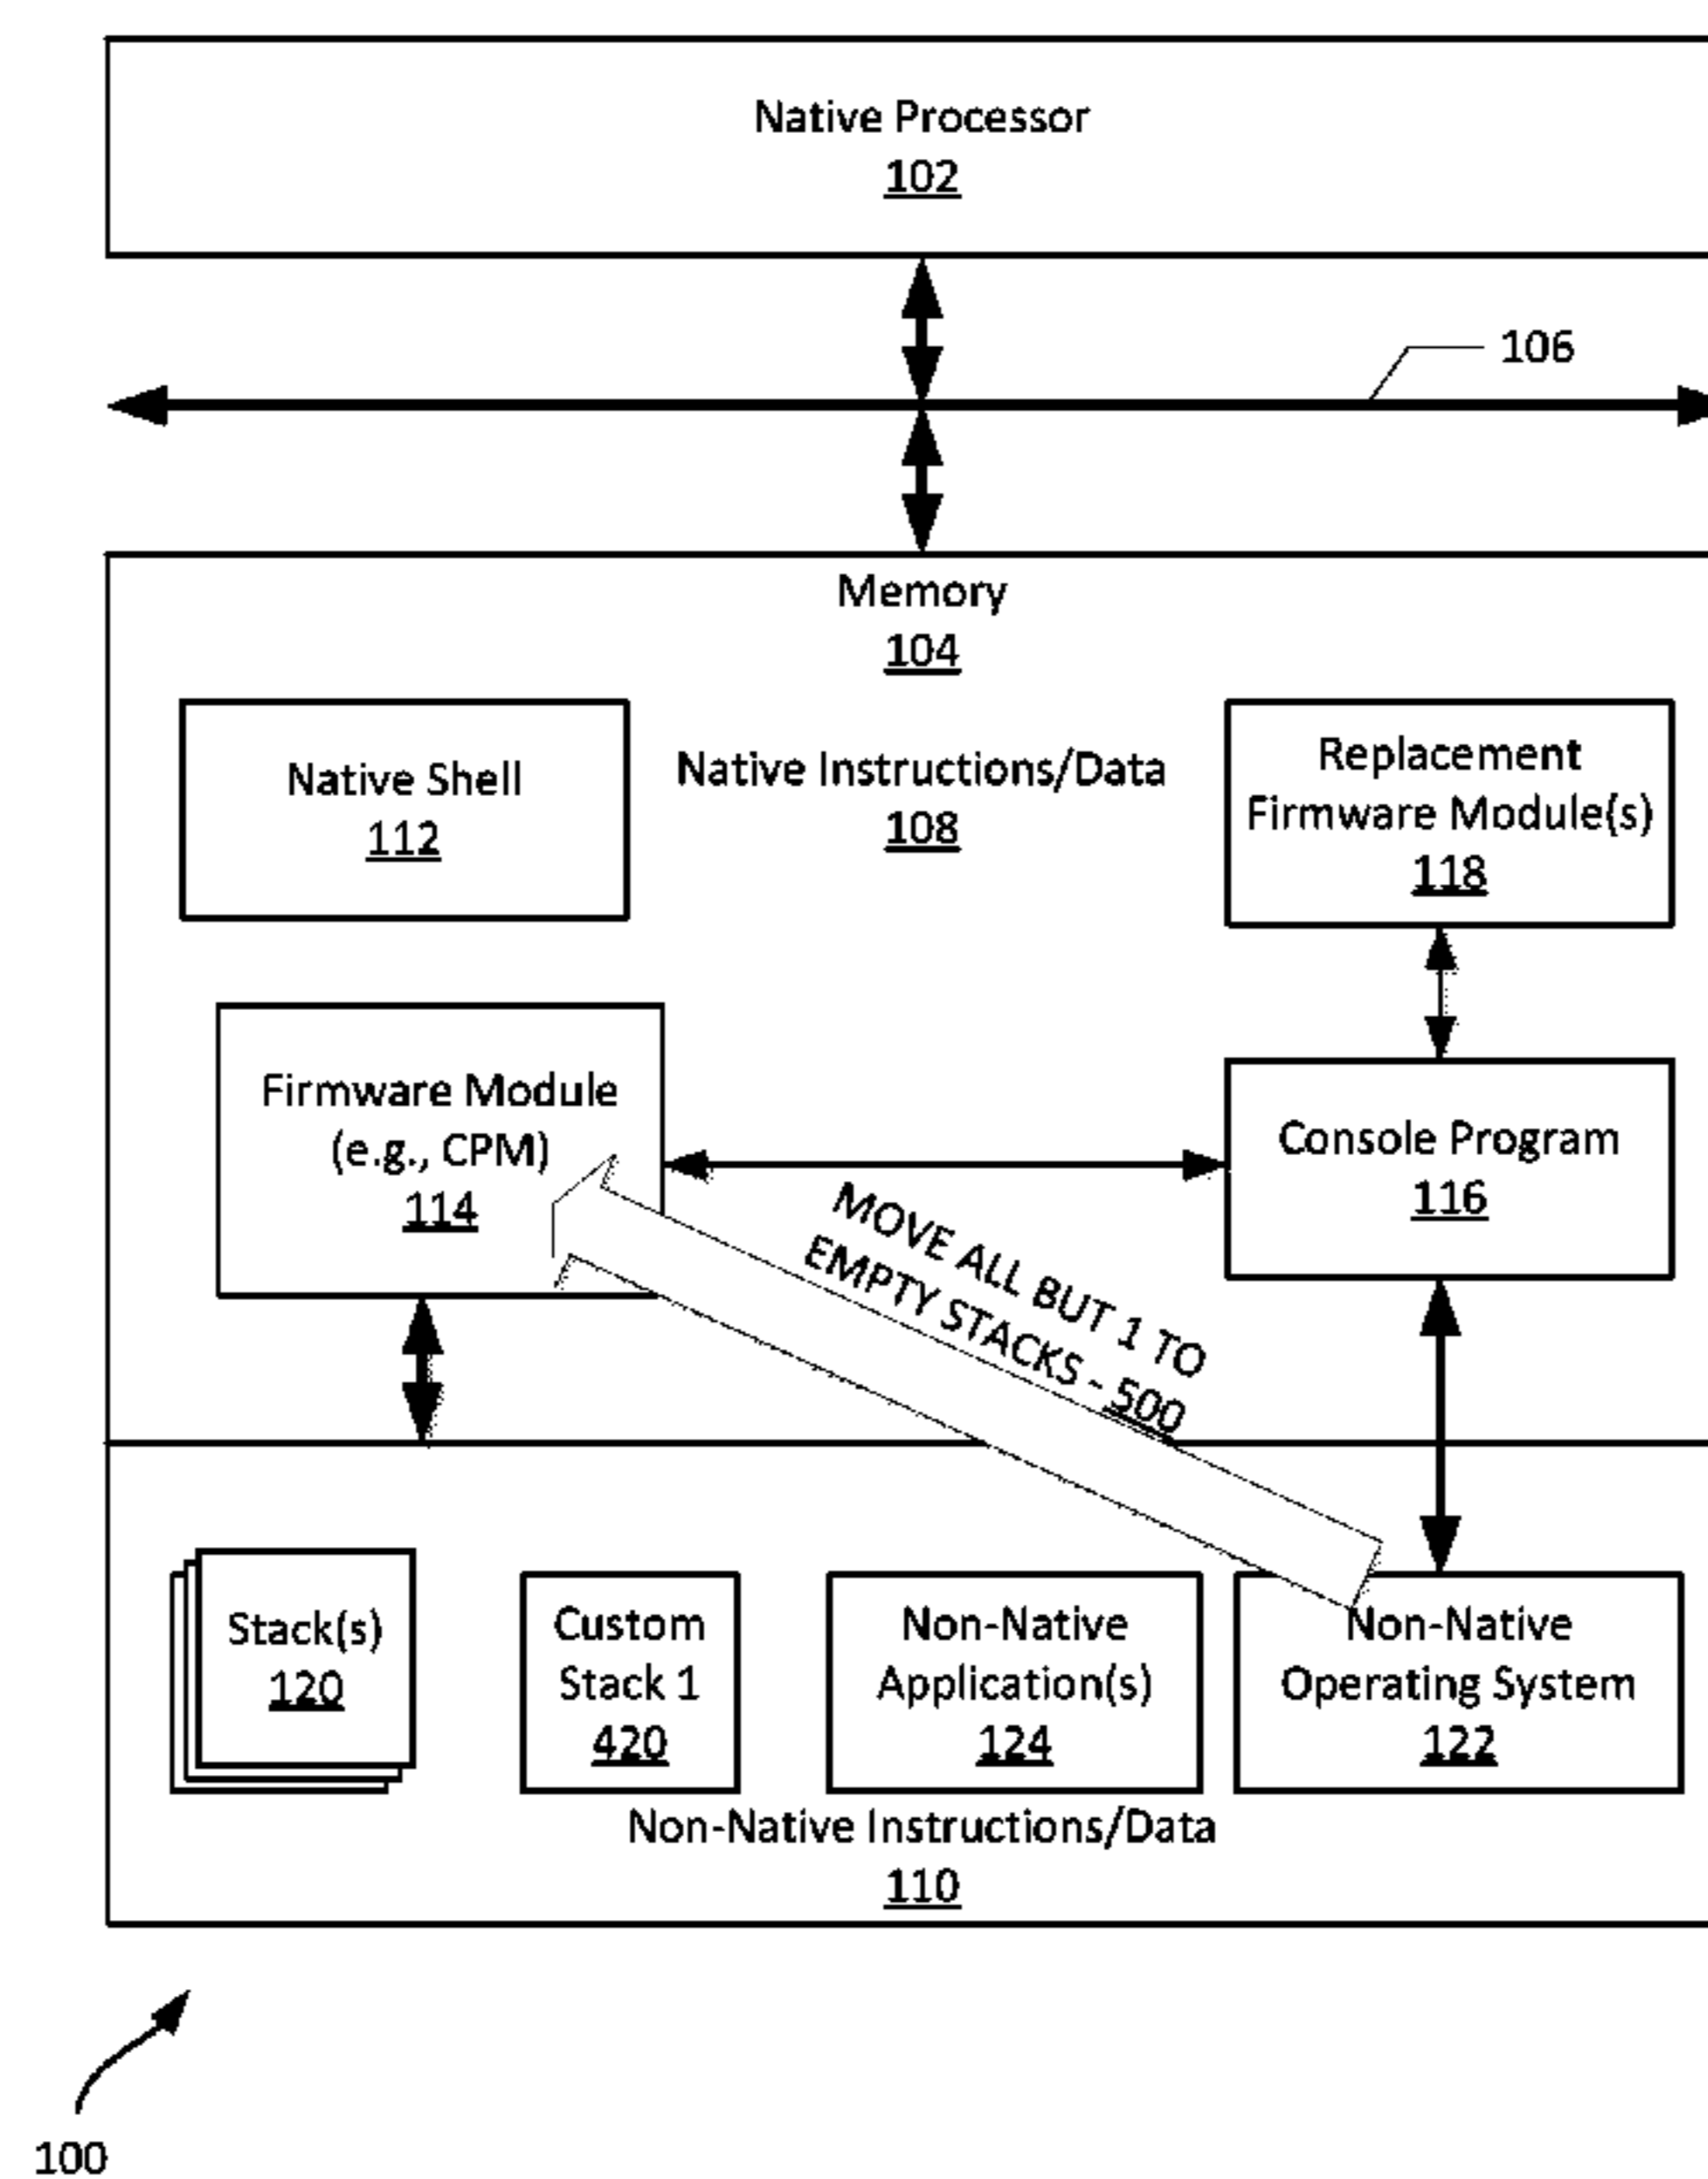 Native Processor
102
106
Memory
104
Native Shell
112
Native Instructions/Data
108
Replacement
Firmware Module(s)
118
Firmware Module
(e.g., CPM)
114
Console Program
116
MOVE ALL BUT 1 TO
EMPTY STACKS - 500
Stack(s)
120
Custom
Stack 1
420
Non-Native
Application(s)
124
Non-Native
Operating System
122
Non-Native Instructions/Data
110
100